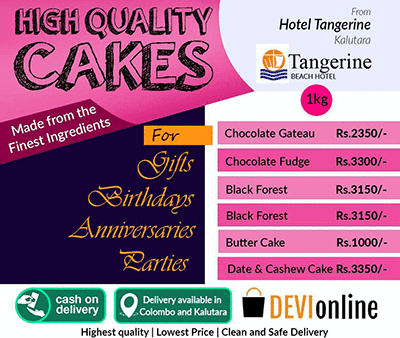 HIGH QUALITY
CAKES
From
Hotel Tangerine
Kalutara
Tangerine
BEACH HOTEL
1kg
Made from the
Finest Ingredients
For
Gifts
Birthdays
Anniversaries
Parties
Chocolate Gateau Rs.2350/-
Chocolate Fudge Rs.3300/-
Black Forest Rs.3150/-
Black Forest Rs.3150/-
Butter Cake Rs.1000/-
Date & Cashew Cake Rs.3350/-
cash on
delivery
Delivery available in
Colombo and Kalutara
DEVIonline
Highest quality | Lowest Price | Clean and Safe Delivery